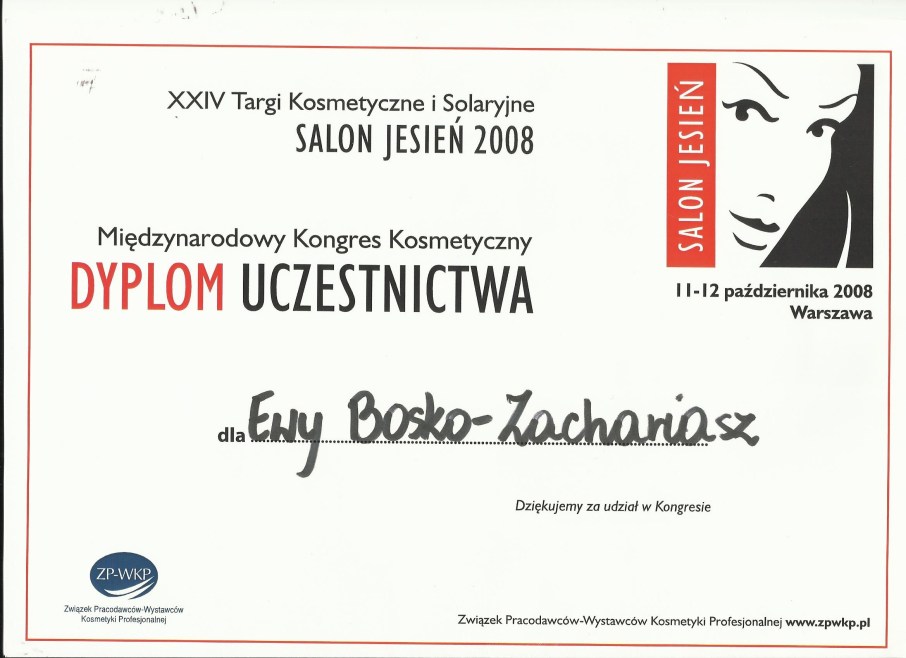 XXIV Targi Kosmetyczne i Solaryjne
SALON JESIEŃ 2008
SALON JESIEŃ
Międzynarodowy Kongres Kosmetyczny
DYPLOM UCZESTNICTWA
11-12 października 2008
Warszawa
dla Ewy Bosko-Zachariasz
Dziękujemy za udział w Kongresie
ZP-WKP
Związek Pracodawców-Wystawców
Kosmetyki Profesjonalnej
Związek Pracodawców-Wystawców Kosmetyki Profesjonalnej www.zpwkp.pl